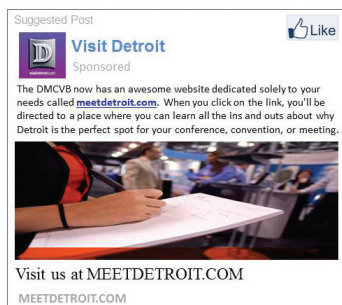 Suggested Post
Like
Visit Detroit
Sponsored
The DMCVB now has an awesome website dedicated solely to your
needs called meetdetroit.com. When you click on the link, you'll be
directed to a place where you can learn all the ins and outs about why
Detroit is the perfect spot for your conference, convention, or meeting.
Visit us at MEETDETROIT.COM
MEETDETROIT.COM